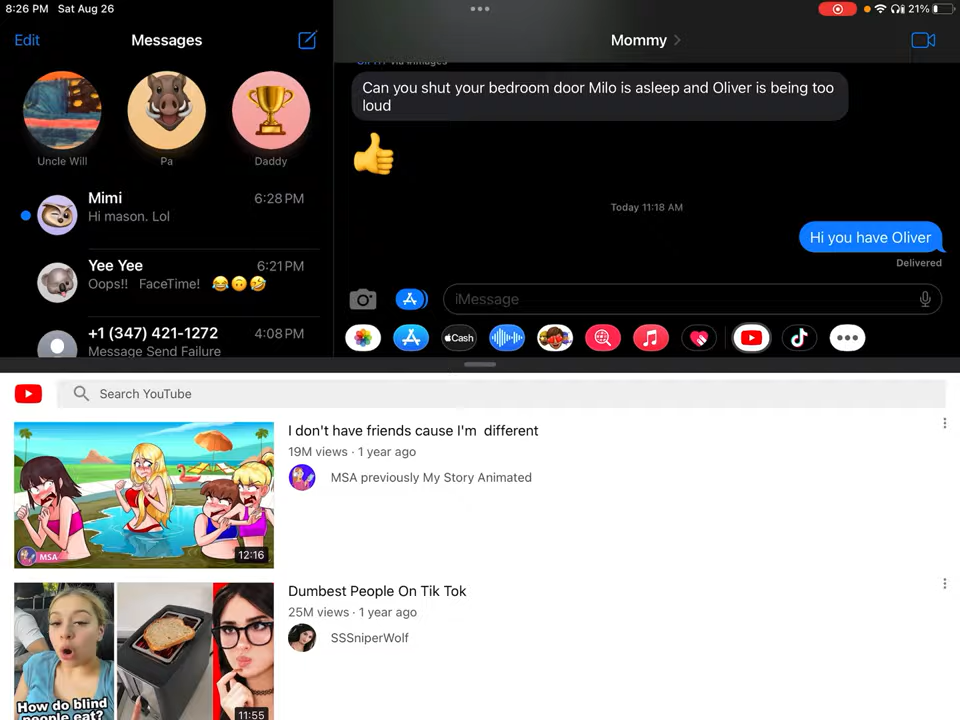 8:26 PM Sat Aug 26
21%
Edit
Messages
Uncle Will
Pa
Daddy
Mimi
6:28 PM
Hi mason. Lol
Yee Yee
6:21 PM
Oops!! FaceTime! 😂🙃🤣
+1 (347) 421-1272
4:08 PM
Message Send Failure
Mommy
Can you shut your bedroom door Milo is asleep and Oliver is being too
loud
👍
Today 11:18 AM
Hi you have Oliver
Delivered
iMessage
Cash
Search YouTube
MSA
12:16
I don't have friends cause I'm different
19M views · 1 year ago
MSA previously My Story Animated
How do blind
people eat?
11:55
Dumbest People On Tik Tok
25M views · 1 year ago
SSSniperWolf